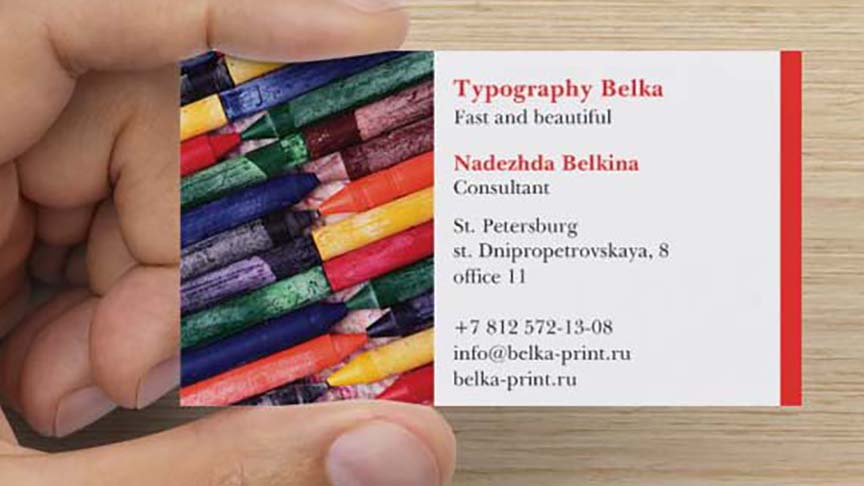 Typography Belka
Fast and beautiful
Nadezhda Belkina
Consultant
St. Petersburg
st. Dnipropetrovskaya, 8
office 11
+7 812 572-13-08
info@belka-print.ru
belka-print.ru